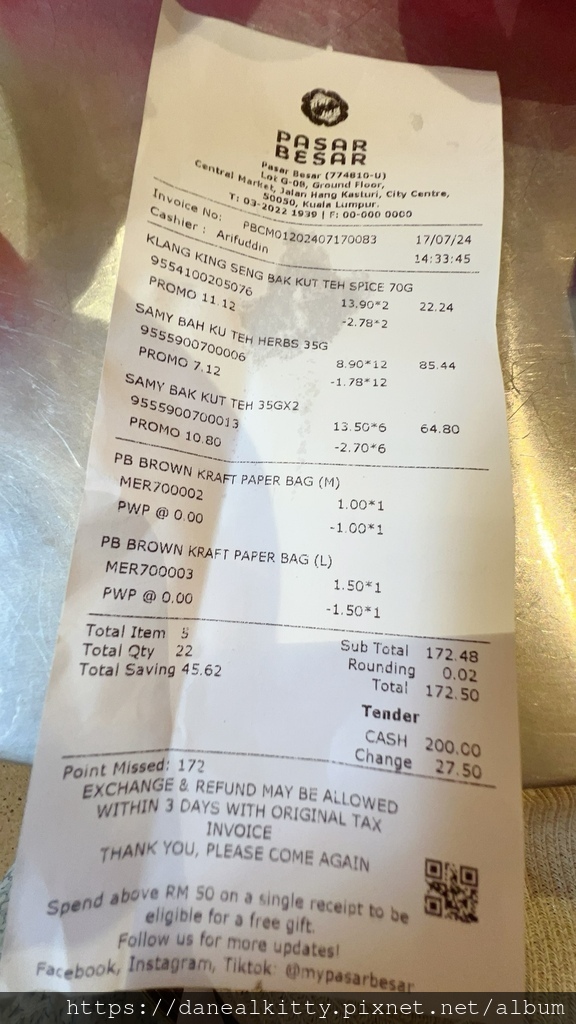 PASAR
BESAR
Pasar Besar (774810-U)
Lot G-08, Ground Floor,
Central Market, Jalan Hang Kasturi, City Centre,
50050, Kuala Lumpur.
T: 03-2022 1939 | F: 00-000 0000
Invoice No: PBCM01202407170083 17/07/24
Cashier : Arifuddin 14:33:45
KLANG KING SENG BAK KUT TEH SPICE 70G
9554100205076 13.90*2 22.24
PROMO 11.12 -2.78*2
SAMY BAH KU TEH HERBS 35G
9555900700006 8.90*12 85.44
PROMO 7.12 -1.78*12
SAMY BAK KUT TEH 35GX2
9555900700013 13.50*6 64.80
PROMO 10.80 -2.70*6
PB BROWN KRAFT PAPER BAG (M)
MER700002 1.00*1
PWP @ 0.00 -1.00*1
PB BROWN KRAFT PAPER BAG (L)
MER700003 1.50*1
PWP @ 0.00 -1.50*1
Total Item 5 Sub Total 172.48
Total Qty 22 Rounding 0.02
Total Saving 45.62 Total 172.50
Tender
CASH 200.00
Change 27.50
Point Missed: 172
EXCHANGE & REFUND MAY BE ALLOWED
WITHIN 3 DAYS WITH ORIGINAL TAX
INVOICE
THANK YOU, PLEASE COME AGAIN
Spend above RM 50 on a single receipt to be
eligible for a free gift.
Follow us for more updates!
Facebook, Instagram, Tiktok: @mypasarbesar
https://danealkitty.pixnet.net/album